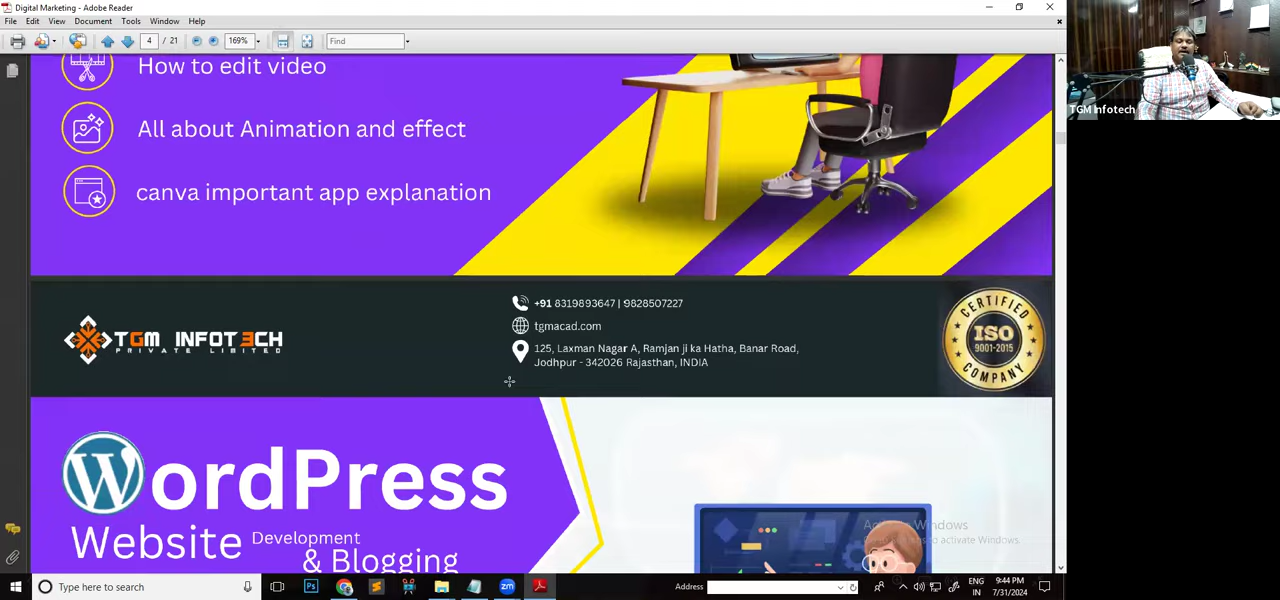 Digital Marketing - Adobe Reader
File Edit View Document Tools Window Help
4 / 21 169% Find
How to edit video
All about Animation and effect
canva important app explanation
TGM Infotech
TGM INFOTECH
PRIVATE LIMITED
+91 8319893647 | 9828507227
tgmacad.com
125, Laxman Nagar A, Ramjan ji ka Hatha, Banar Road,
Jodhpur - 342026 Rajasthan, INDIA
CERTIFIED
ISO
9001-2015
COMPANY
WordPress
Website Development
& Blogging
Type here to search
Ps
zm
Address
ENG
IN
9:44 PM
7/31/2024